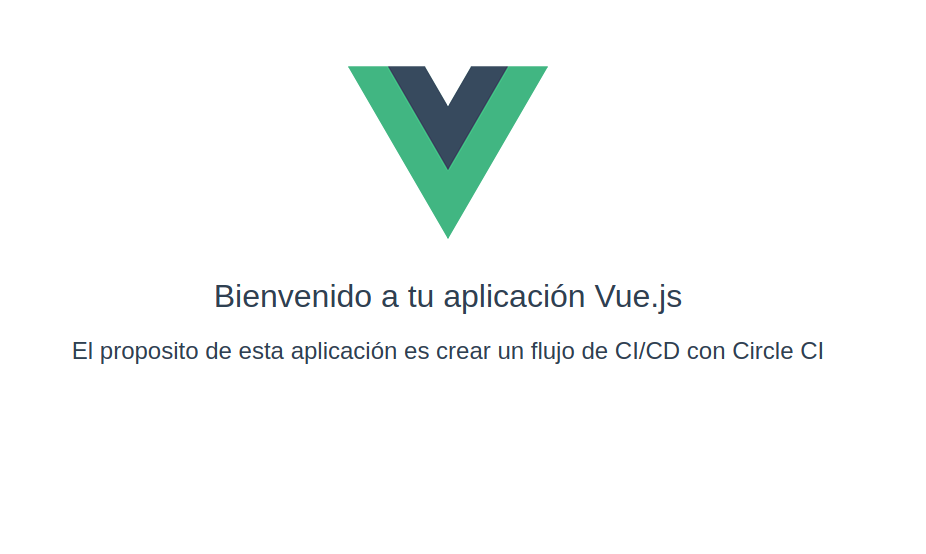 Bienvenido a tu aplicación Vue.js
El proposito de esta aplicación es crear un flujo de CI/CD con Circle CI